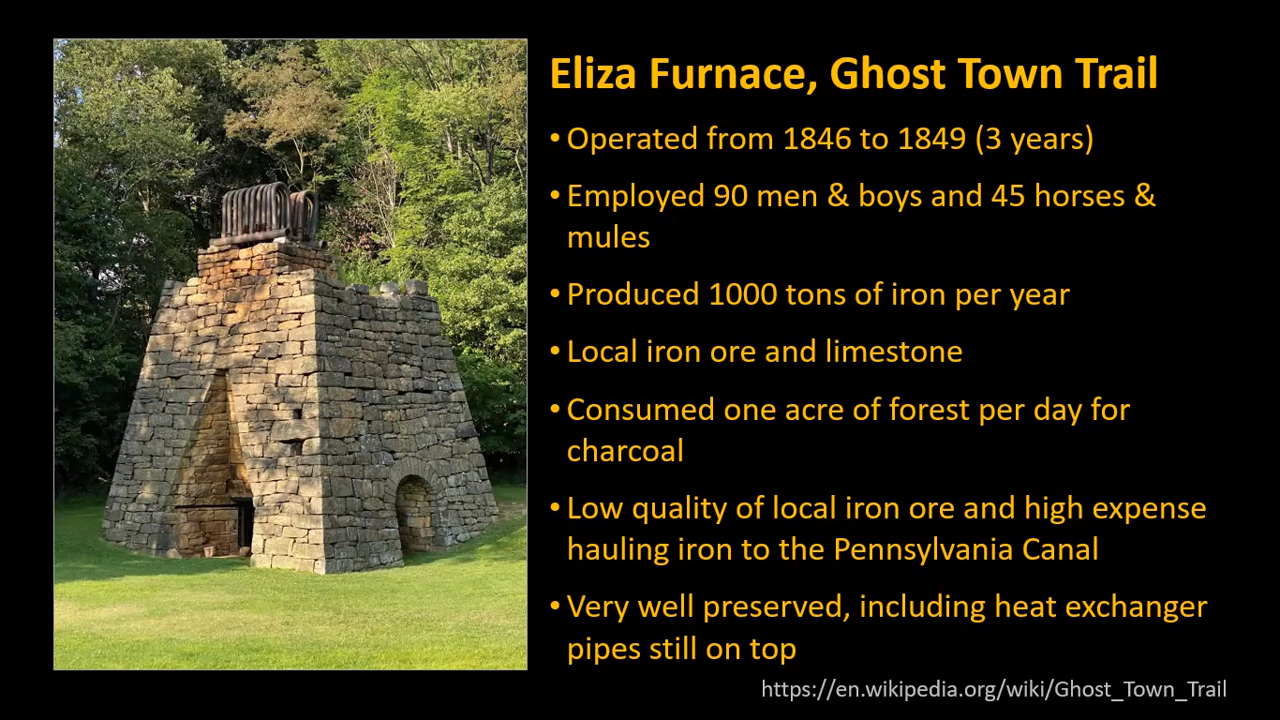 Eliza Furnace, Ghost Town Trail
• Operated from 1846 to 1849 (3 years)
• Employed 90 men & boys and 45 horses &
mules
• Produced 1000 tons of iron per year
• Local iron ore and limestone
• Consumed one acre of forest per day for
charcoal
• Low quality of local iron ore and high expense
hauling iron to the Pennsylvania Canal
• Very well preserved, including heat exchanger
pipes still on top
https://en.wikipedia.org/wiki/Ghost_Town_Trail